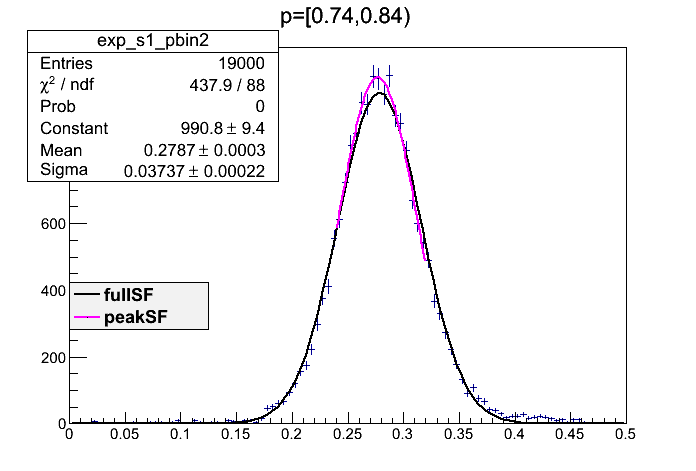 p=[0.74,0.84)
exp_s1_pbin2
Entries 19000
χ² / ndf 437.9 / 88
Prob 0
Constant 990.8 ± 9.4
Mean 0.2787 ± 0.0003
Sigma 0.03737 ± 0.00022
600
400
fullSF
peakSF
200
0
0 0.05 0.1 0.15 0.2 0.25 0.3 0.35 0.4 0.45 0.5